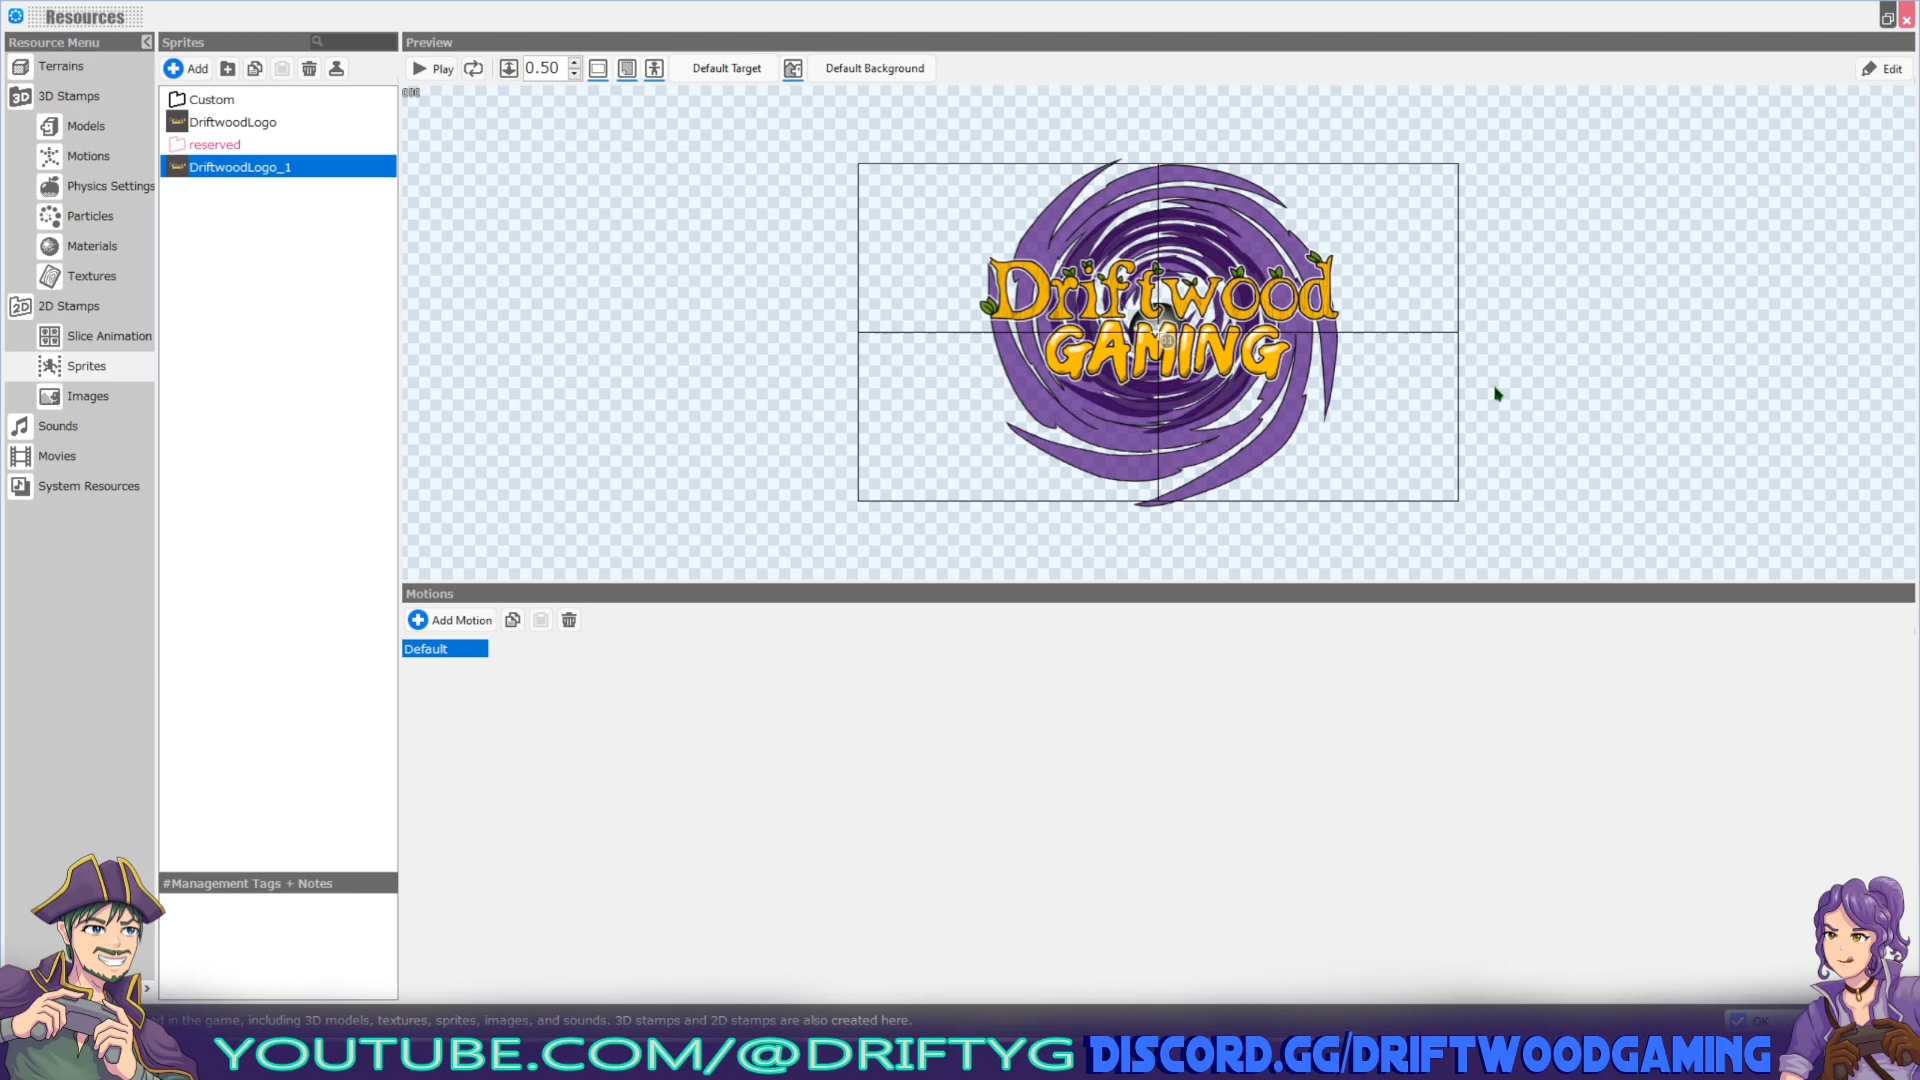 Resources
Resource Menu
Sprites
Preview
Add
Play
0.50
Default Target
Default Background
Edit
Terrains
3D Stamps
Models
Motions
Physics Settings
Particles
Materials
Textures
2D Stamps
Slice Animation
Sprites
Images
Sounds
Movies
System Resources
Custom
DriftwoodLogo
reserved
DriftwoodLogo_1
#Management Tags + Notes
Driftwood
GAMING
Motions
Add Motion
Default
in the game, including 3D models, textures, sprites, images, and sounds. 3D stamps and 2D stamps are also created here.
OK
YOUTUBE.COM/@DRIFTYG
DISCORD.GG/DRIFTWOODGAMING